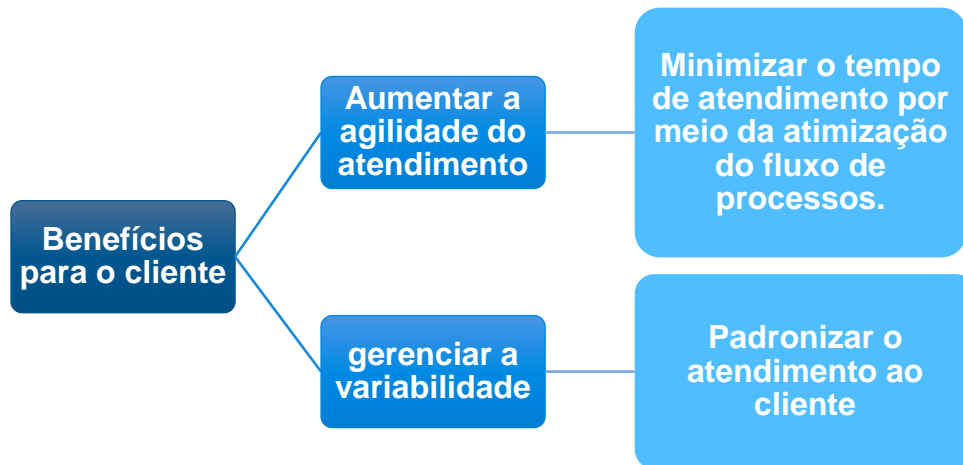 Benefícios
para o cliente
Aumentar a
agilidade do
atendimento
Minimizar o tempo
de atendimento por
meio da atimização
do fluxo de
processos.
gerenciar a
variabilidade
Padronizar o
atendimento ao
cliente